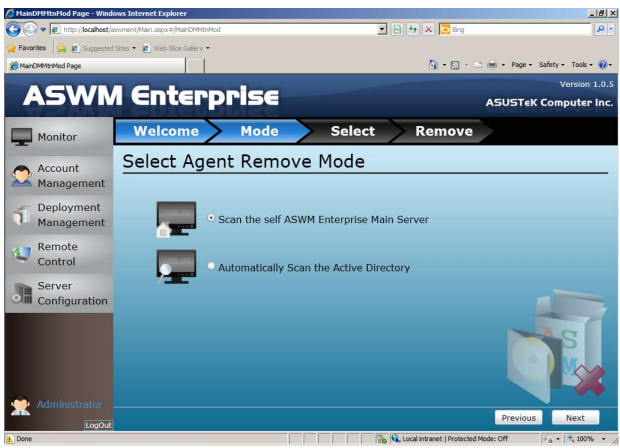 MainDMMtnMod Page - Windows Internet Explorer
http://localhost/aswment/Main.aspx#/MainDMMtnMod
Bing
Favorites Suggested Sites Web Slice Gallery
MainDMMtnMod Page
Page Safety Tools
Version 1.0.5
ASWM Enterprise
ASUSTeK Computer Inc.
Welcome Mode Select Remove
Monitor
Account
Management
Deployment
Management
Remote
Control
Server
Configuration
Administrator
LogOut
Select Agent Remove Mode
Scan the self ASWM Enterprise Main Server
Automatically Scan the Active Directory
A S
W M
Previous Next
Done
Local intranet | Protected Mode: Off
100%